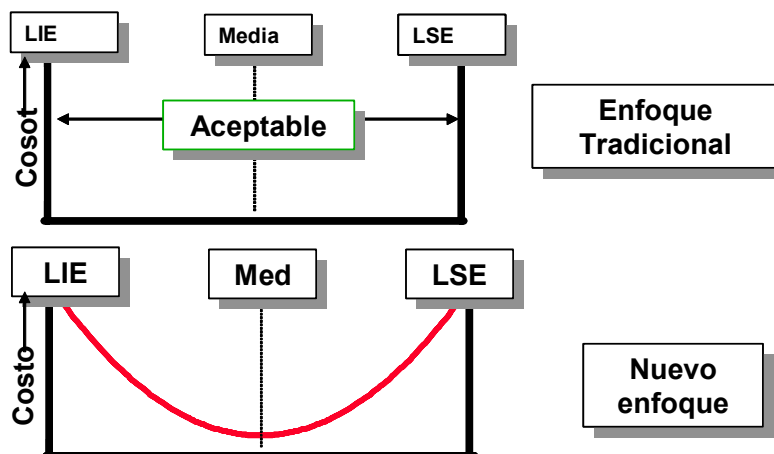 LIE
Media
LSE
Cosot
Aceptable
Enfoque
Tradicional
LIE
Med
LSE
Costo
Nuevo
enfoque